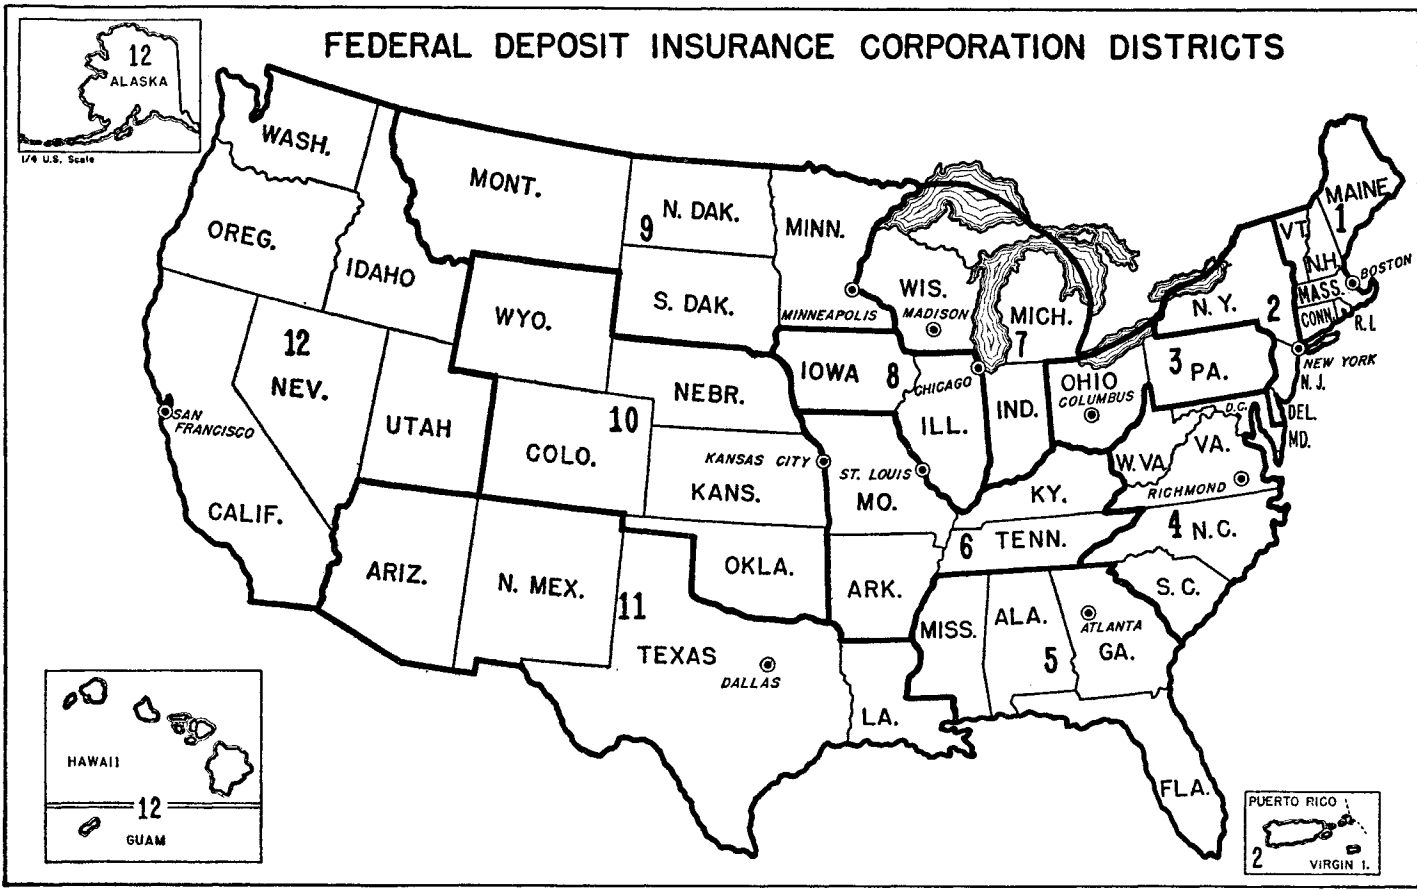 FEDERAL DEPOSIT INSURANCE CORPORATION DISTRICTS
12
ALASKA
1/4 U.S. Scale
WASH.
MONT.
N. DAK.
9
MINN.
OREG.
IDAHO
S. DAK.
WYO.
MINNEAPOLIS
WIS.
MADISON
MICH.
7
MAINE
1
VT.
N.H.
BOSTON
MASS.
CONN.
R.I.
N.Y.
2
NEW YORK
N.J.
3
PA.
12
NEV.
UTAH
SAN
FRANCISCO
CALIF.
10
COLO.
NEBR.
IOWA
8
CHICAGO
ILL.
IND.
OHIO
COLUMBUS
D.C.
DEL.
MD.
W.VA.
VA.
RICHMOND
KANSAS CITY
KANS.
ST. LOUIS
MO.
KY.
4
N.C.
6
TENN.
S.C.
ARIZ.
N. MEX.
OKLA.
ARK.
11
TEXAS
DALLAS
MISS.
ALA.
5
ATLANTA
GA.
LA.
FLA.
HAWAII
12
GUAM
PUERTO RICO
2
VIRGIN I.